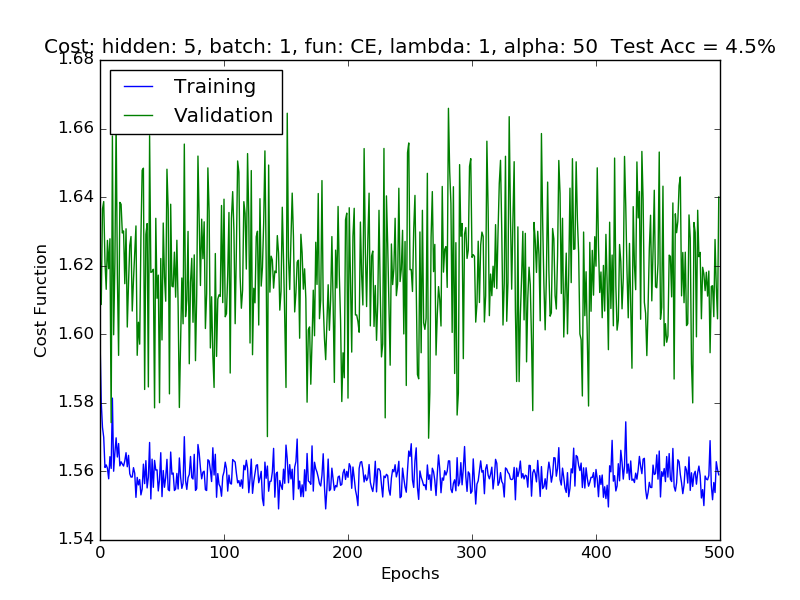 Cost: hidden: 5, batch: 1, fun: CE, lambda: 1, alpha: 50  Test Acc = 4.5%
1.68
Training
Validation
1.66
1.64
1.62
1.60
1.58
1.56
1.54
Cost Function
0 100 200 300 400 500
Epochs